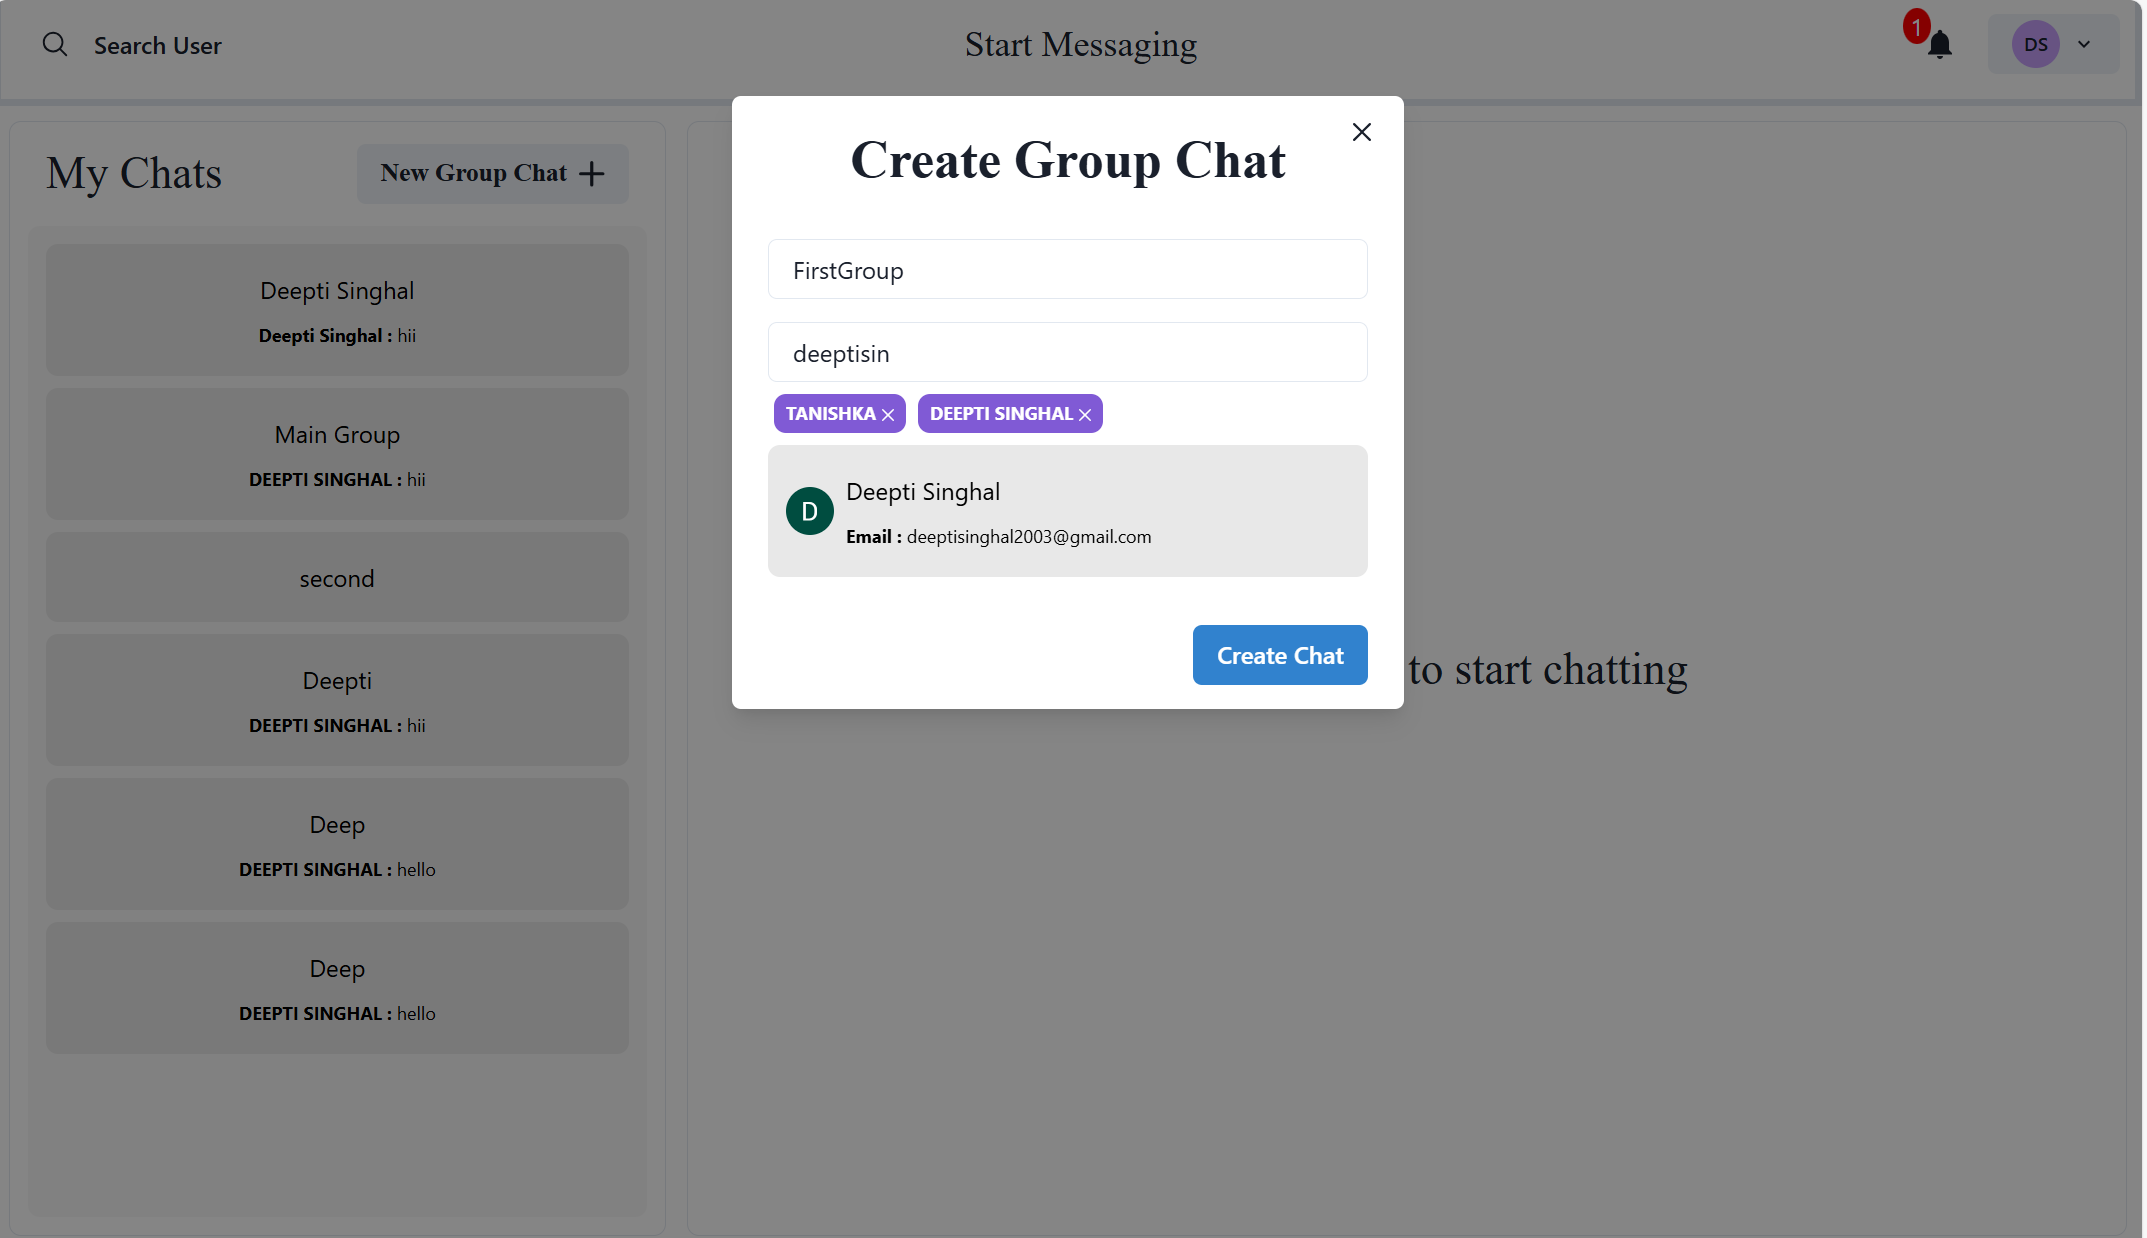 Search User
Start Messaging
1
DS
My Chats
New Group Chat
Deepti Singhal
Deepti Singhal : hii
Main Group
DEEPTI SINGHAL : hii
second
Deepti
DEEPTI SINGHAL : hii
Deep
DEEPTI SINGHAL : hello
Deep
DEEPTI SINGHAL : hello
Create Group Chat
FirstGroup
deeptisin
TANISHKA
DEEPTI SINGHAL
D
Deepti Singhal
Email : deeptisinghal2003@gmail.com
Create Chat
to start chatting